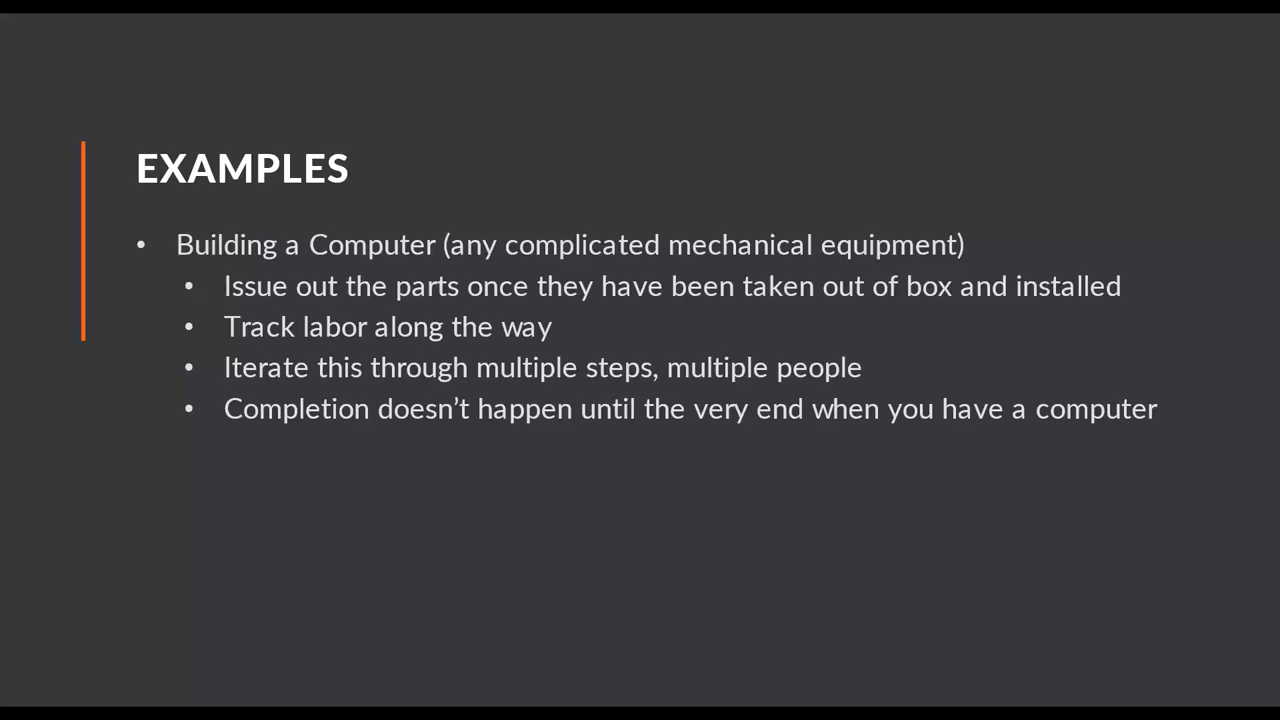 EXAMPLES
• Building a Computer (any complicated mechanical equipment)
• Issue out the parts once they have been taken out of box and installed
• Track labor along the way
• Iterate this through multiple steps, multiple people
• Completion doesn’t happen until the very end when you have a computer